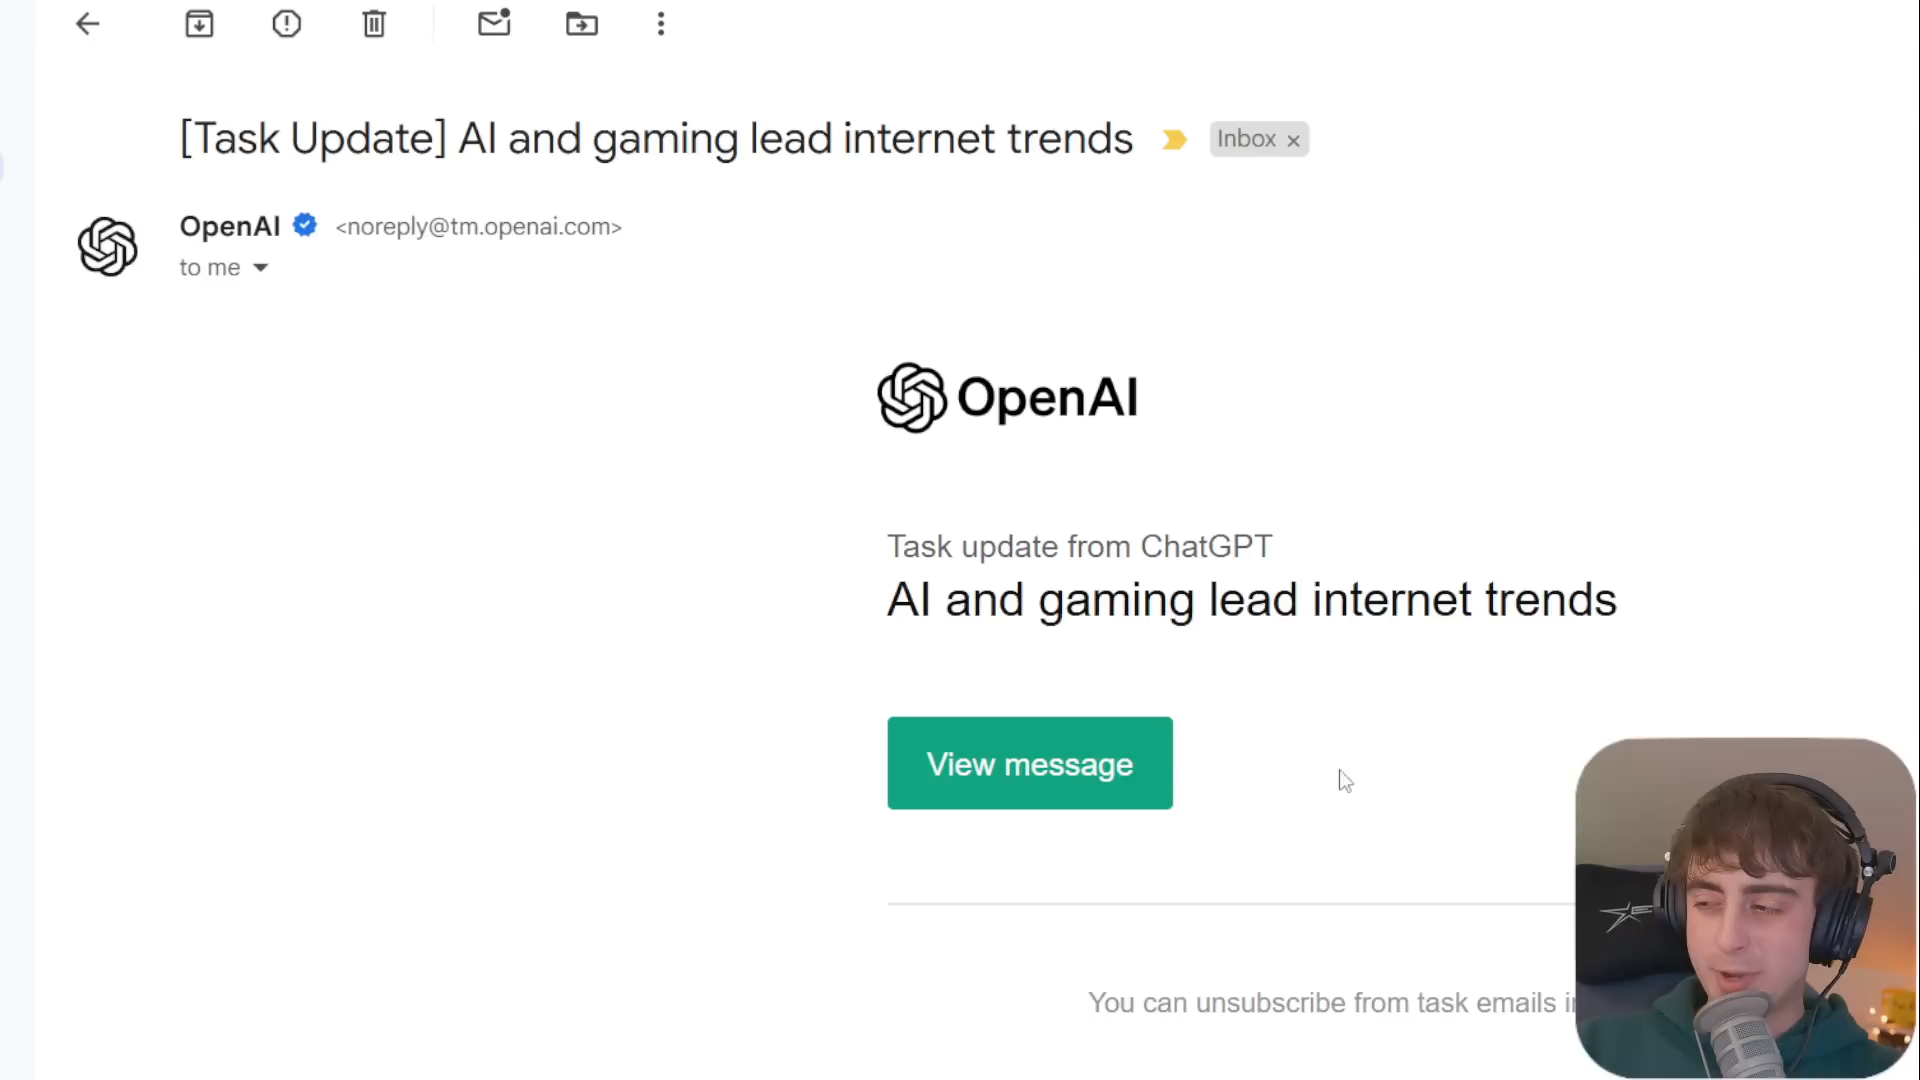 [Task Update] AI and gaming lead internet trends Inbox ×
OpenAI <noreply@tm.openai.com>
to me
OpenAI
Task update from ChatGPT
AI and gaming lead internet trends
View message
You can unsubscribe from task emails